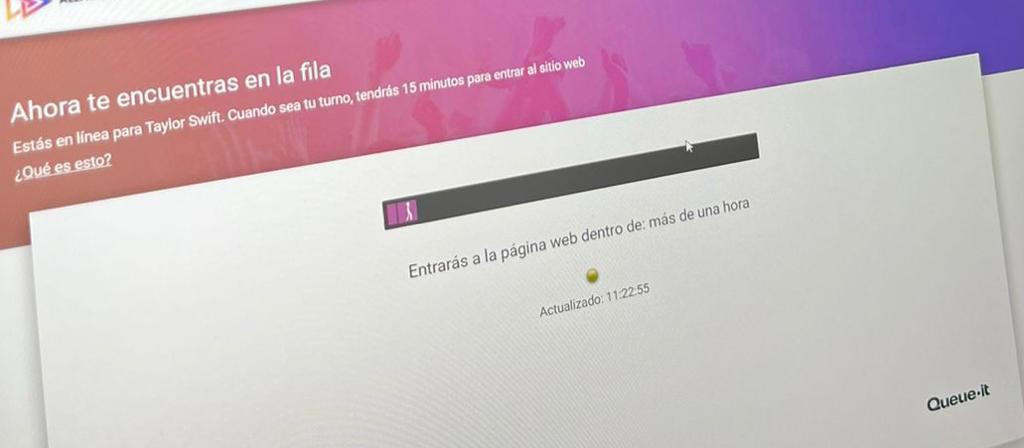 Ahora te encuentras en la fila
Estás en línea para Taylor Swift. Cuando sea tu turno, tendrás 15 minutos para entrar al sitio web
¿Qué es esto?
Entrarás a la página web dentro de: más de una hora
Actualizado: 11:22:55
Queue-it